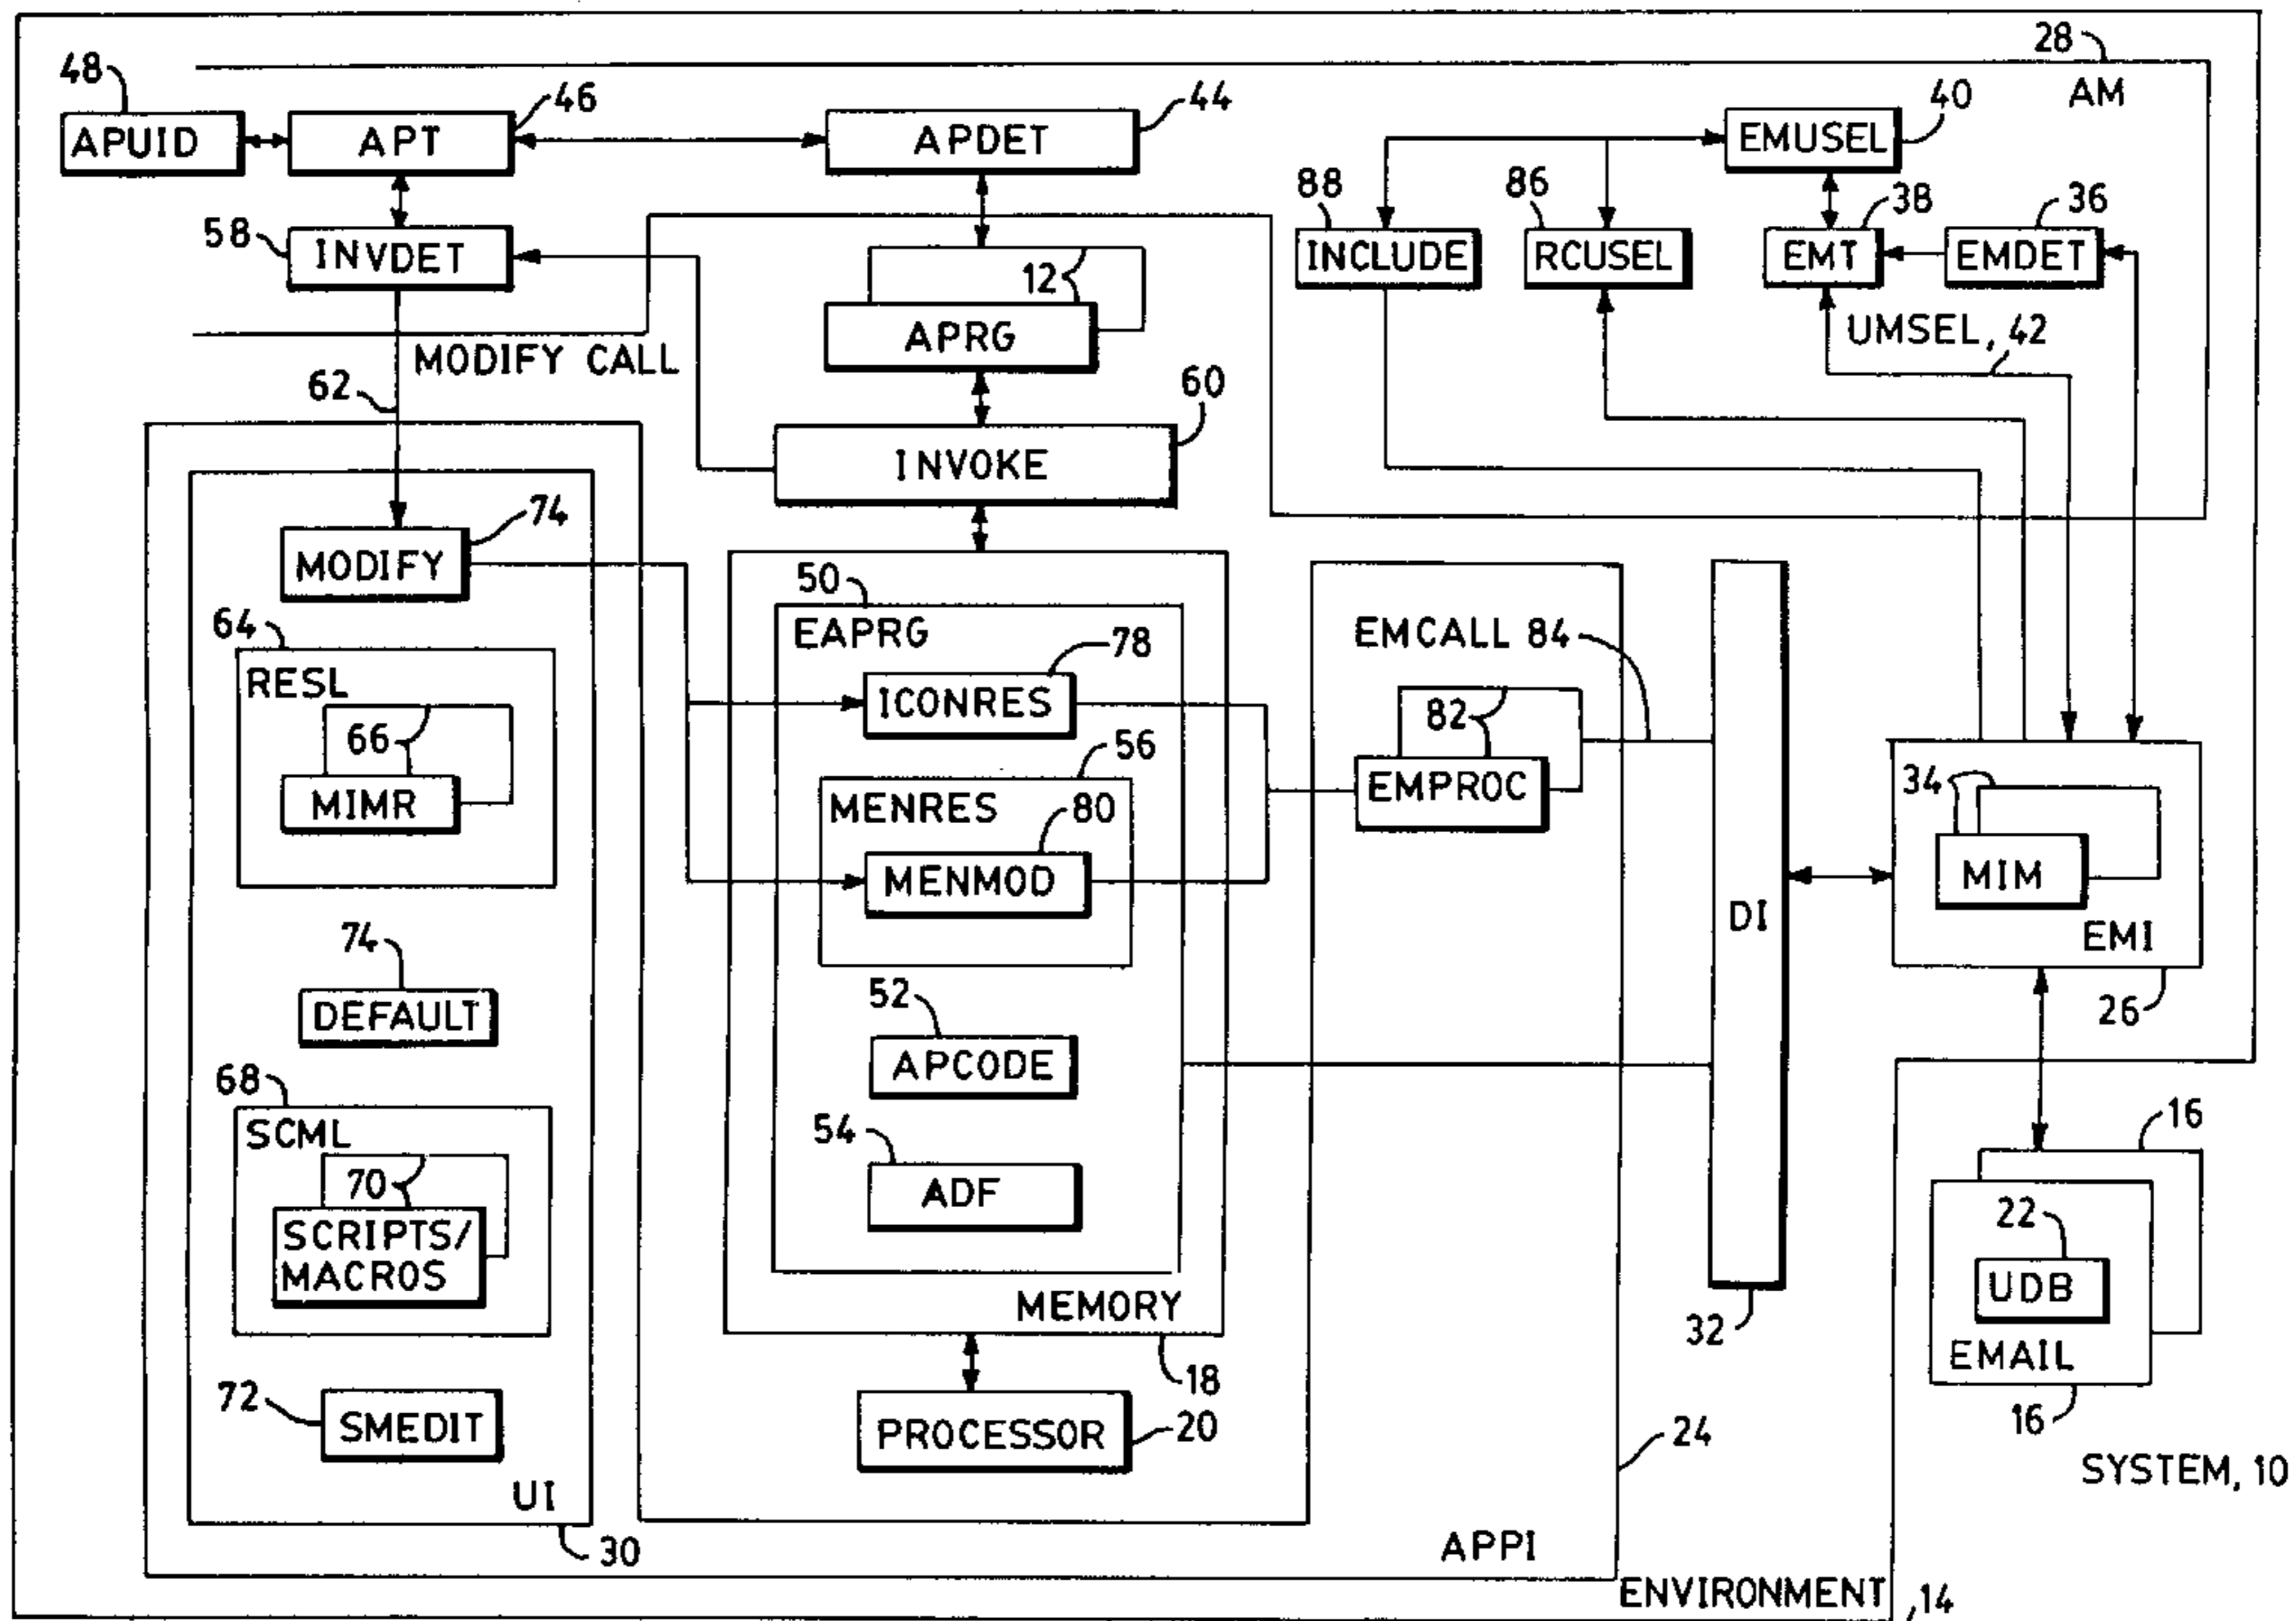 28
AM
48
46
44
40
APUID
APT
APDET
EMUSEL
88
86
38
36
58
INVDET
12
INCLUDE
RCUSEL
EMT
EMDET
APRG
UMSEL, 42
MODIFY CALL
62
60
INVOKE
74
MODIFY
50
EAPRG
EMCALL 84
64
78
RESL
ICONRES
82
66
56
MIMR
MENRES
80
EMPROC
34
MENMOD
MIM
DI
EMI
74
52
26
DEFAULT
APCODE
68
SCML
54
16
70
ADF
22
SCRIPTS/
MACROS
UDB
MEMORY
32
EMAIL
72
18
16
SMEDIT
PROCESSOR
20
24
SYSTEM, 10
UI
30
APPI
ENVIRONMENT
14